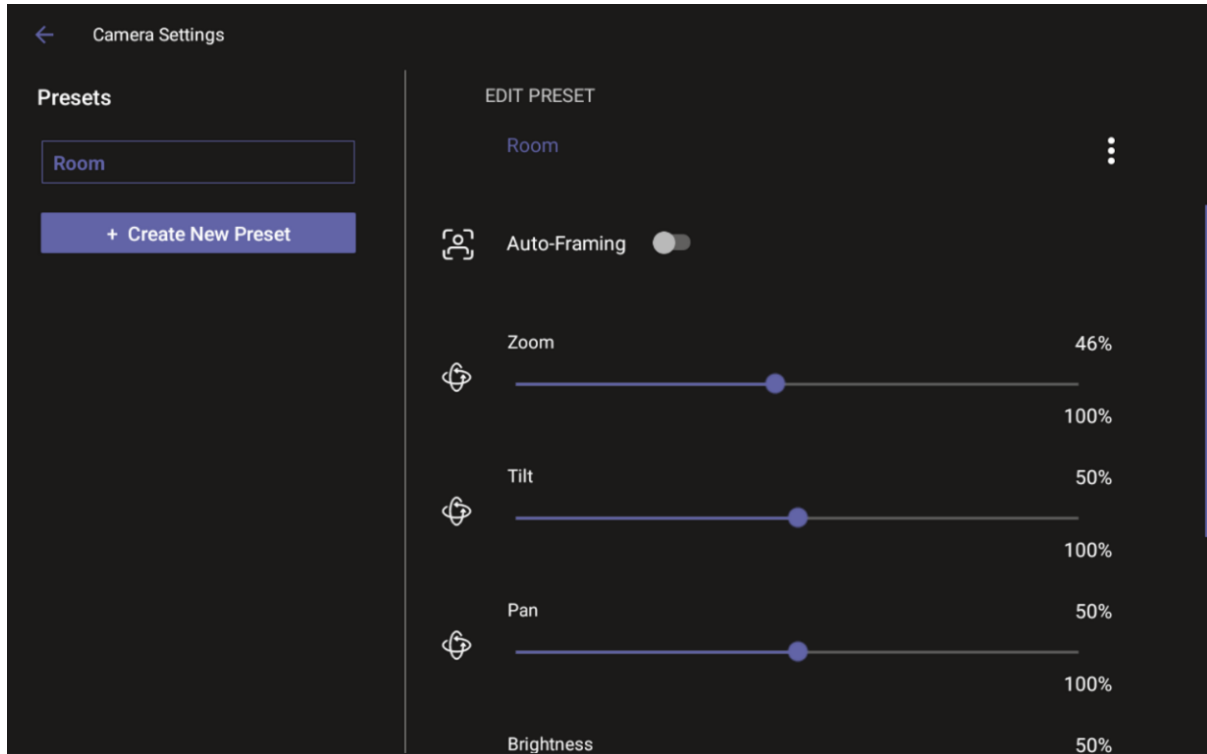 Camera Settings
Presets
Room
+ Create New Preset
EDIT PRESET
Room
Auto-Framing
Zoom 46%
100%
Tilt 50%
100%
Pan 50%
100%
Brightness 50%